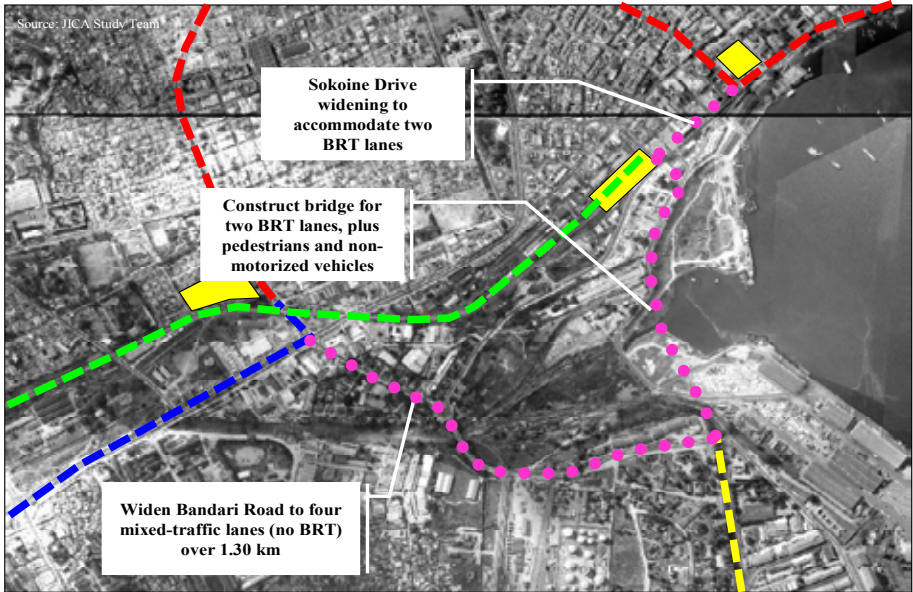 Source: JICA Study Team
Sokoine Drive
widening to
accommodate two
BRT lanes
Construct bridge for
two BRT lanes, plus
pedestrians and non-
motorized vehicles
Widen Bandari Road to four
mixed-traffic lanes (no BRT)
over 1.30 km